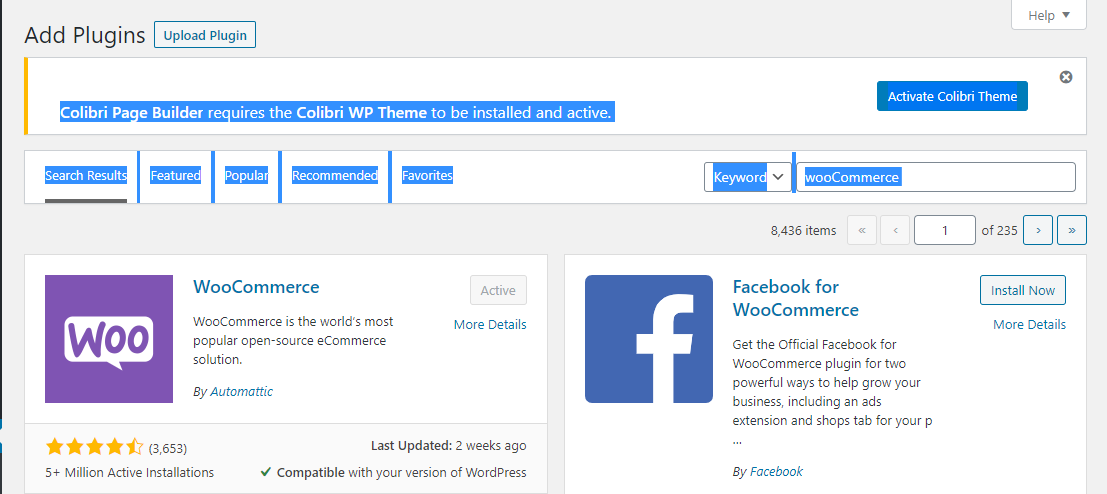 Help
Add Plugins Upload Plugin
Colibri Page Builder requires the Colibri WP Theme to be installed and active.
Activate Colibri Theme
Search Results Featured Popular Recommended Favorites
Keyword wooCommerce
8,436 items « ‹ 1 of 235 › »
WooCommerce
Active
More Details
WooCommerce is the world's most
popular open-source eCommerce
solution.
By Automattic
WOO
(3,653)
Last Updated: 2 weeks ago
5+ Million Active Installations
Compatible with your version of WordPress
Facebook for
WooCommerce
Install Now
More Details
Get the Official Facebook for
WooCommerce plugin for two
powerful ways to help grow your
business, including an ads
extension and shops tab for your p
...
By Facebook
f